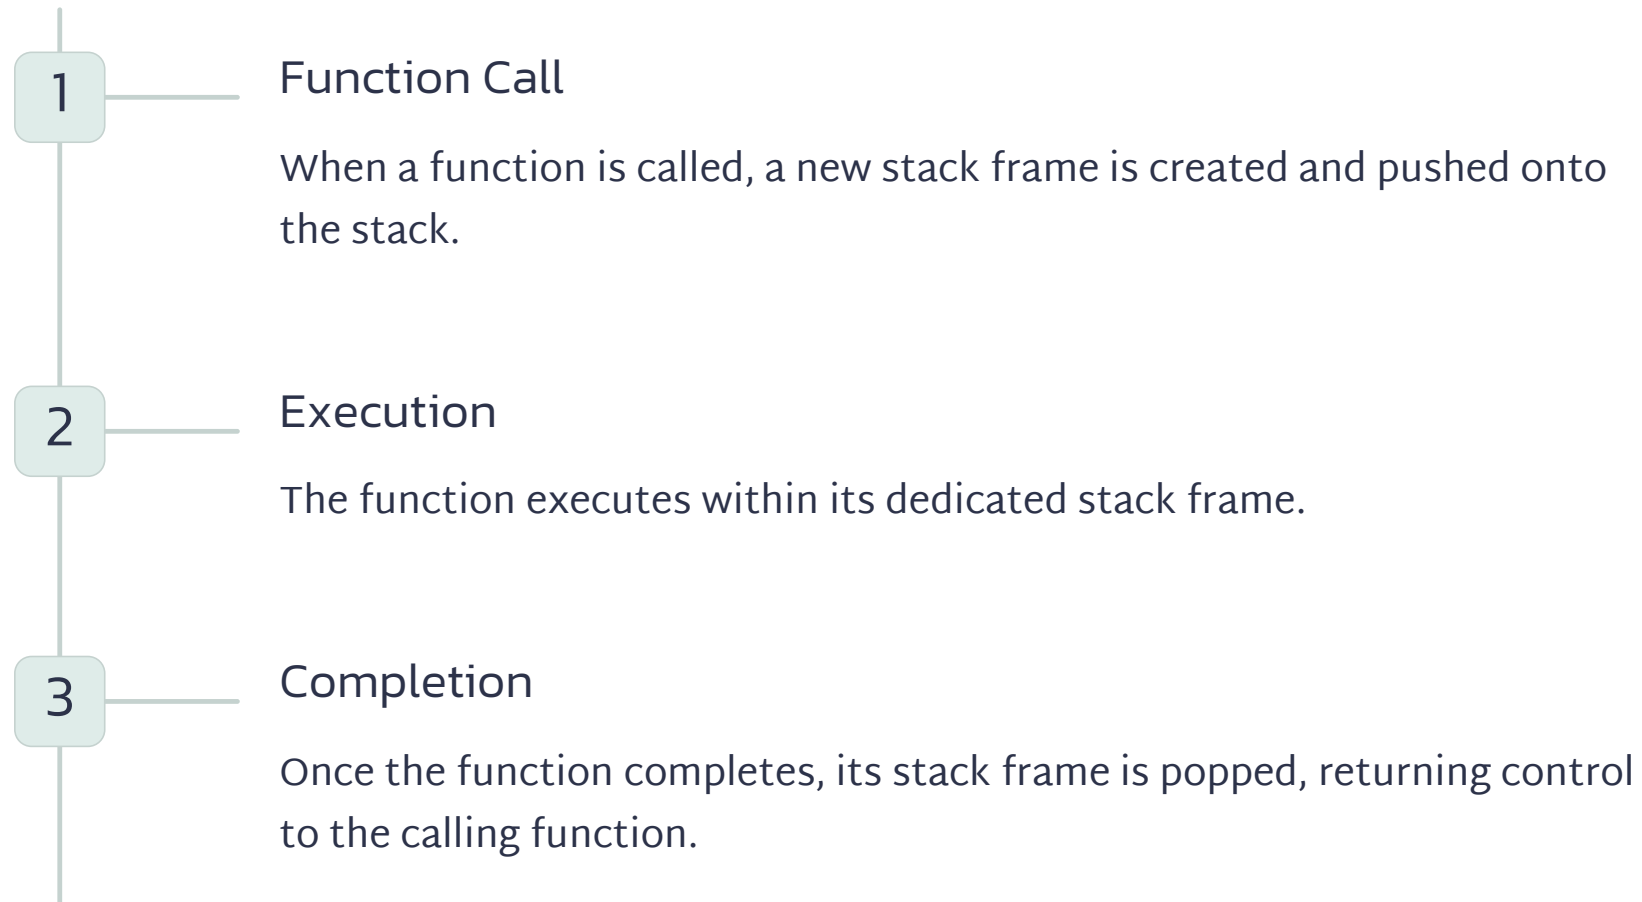 1
Function Call
When a function is called, a new stack frame is created and pushed onto
the stack.
2
Execution
The function executes within its dedicated stack frame.
3
Completion
Once the function completes, its stack frame is popped, returning control
to the calling function.